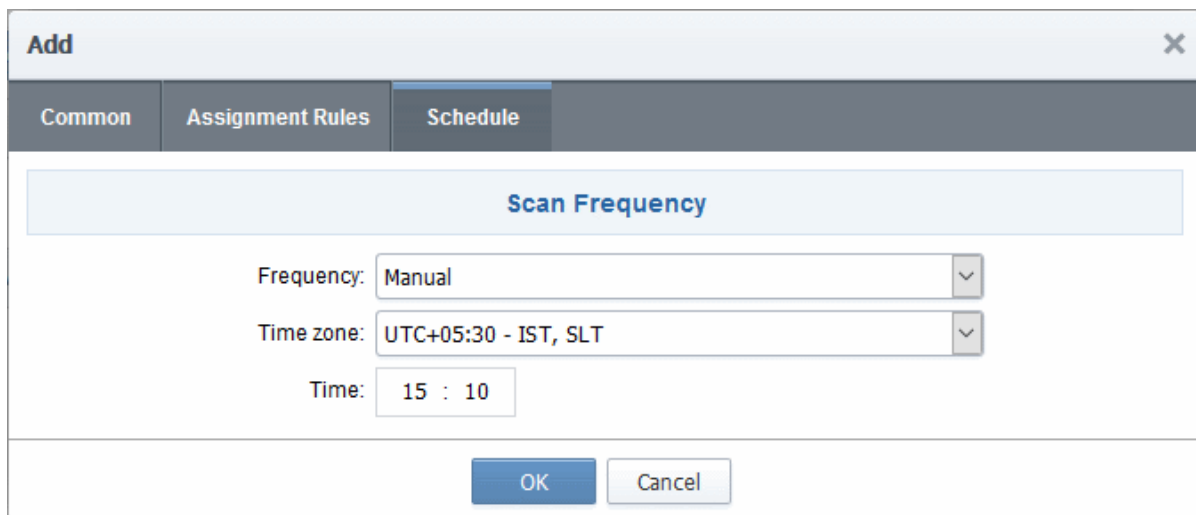 Add
Common Assignment Rules Schedule
Scan Frequency
Frequency: Manual
Time zone: UTC+05:30 - IST, SLT
Time: 15 : 10
OK Cancel